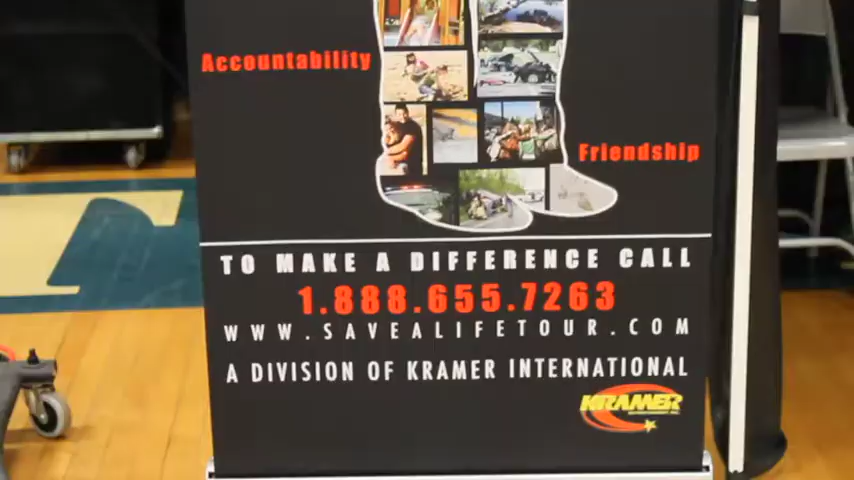 Accountability
Friendship
TO MAKE A DIFFERENCE CALL
1.888.655.7263
WWW.SAVEALIFETOUR.COM
A DIVISION OF KRAMER INTERNATIONAL
KRAMER